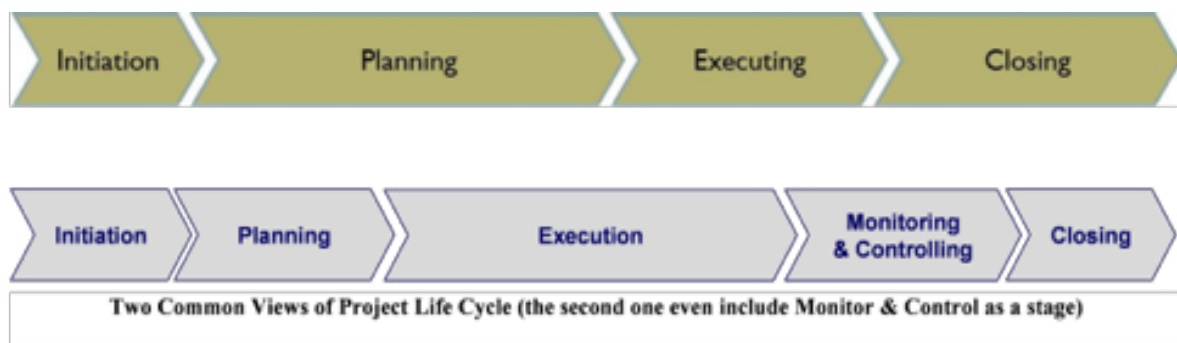 Initiation
Planning
Executing
Closing
Initiation
Planning
Execution
Monitoring
& Controlling
Closing
Two Common Views of Project Life Cycle (the second one even include Monitor & Control as a stage)